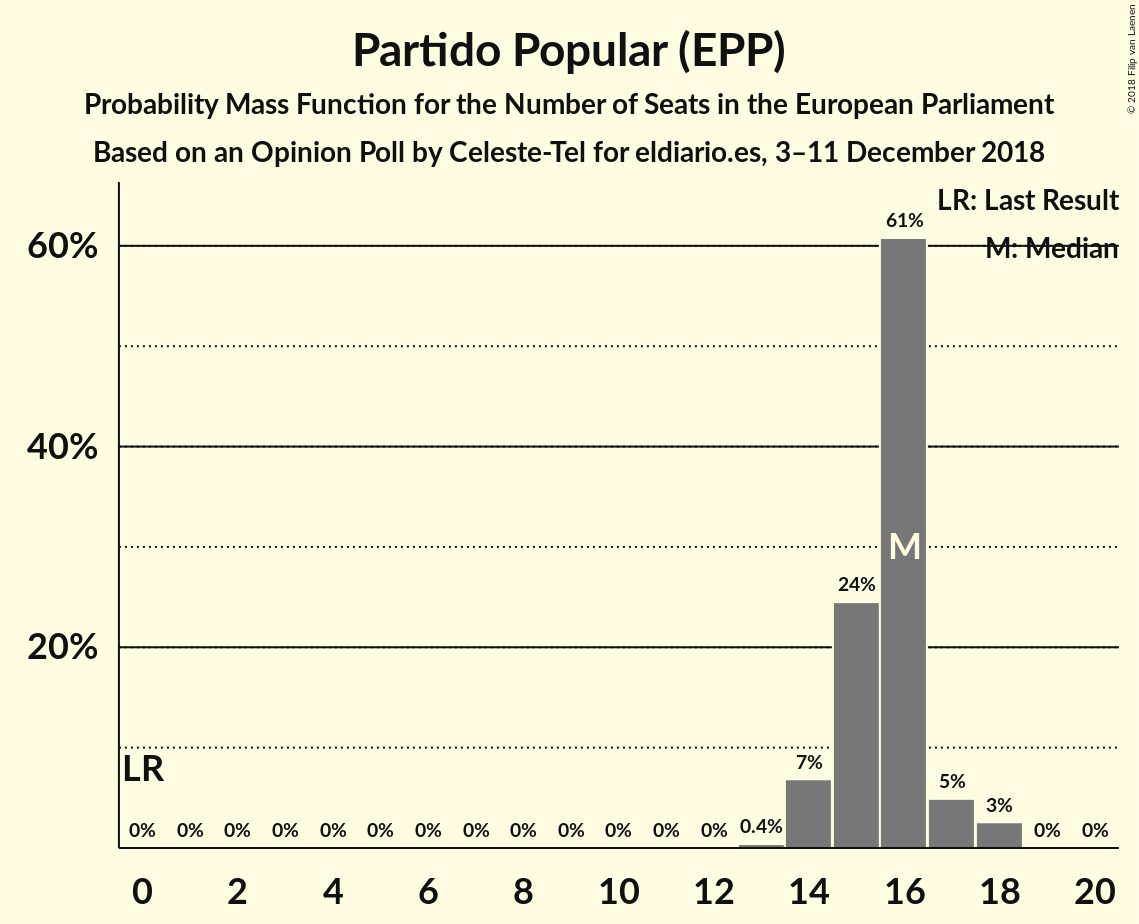 Partido Popular (EPP)
Probability Mass Function for the Number of Seats in the European Parliament
Based on an Opinion Poll by Celeste-Tel for eldiario.es, 3–11 December 2018
© 2018 Filip van Laenen
LR: Last Result
M: Median
60%
40%
20%
61%
M
24%
LR
7%
5%
3%
0% 0% 0% 0% 0% 0% 0% 0% 0% 0% 0% 0% 0% 0.4% 0% 0%
0 2 4 6 8 10 12 14 16 18 20